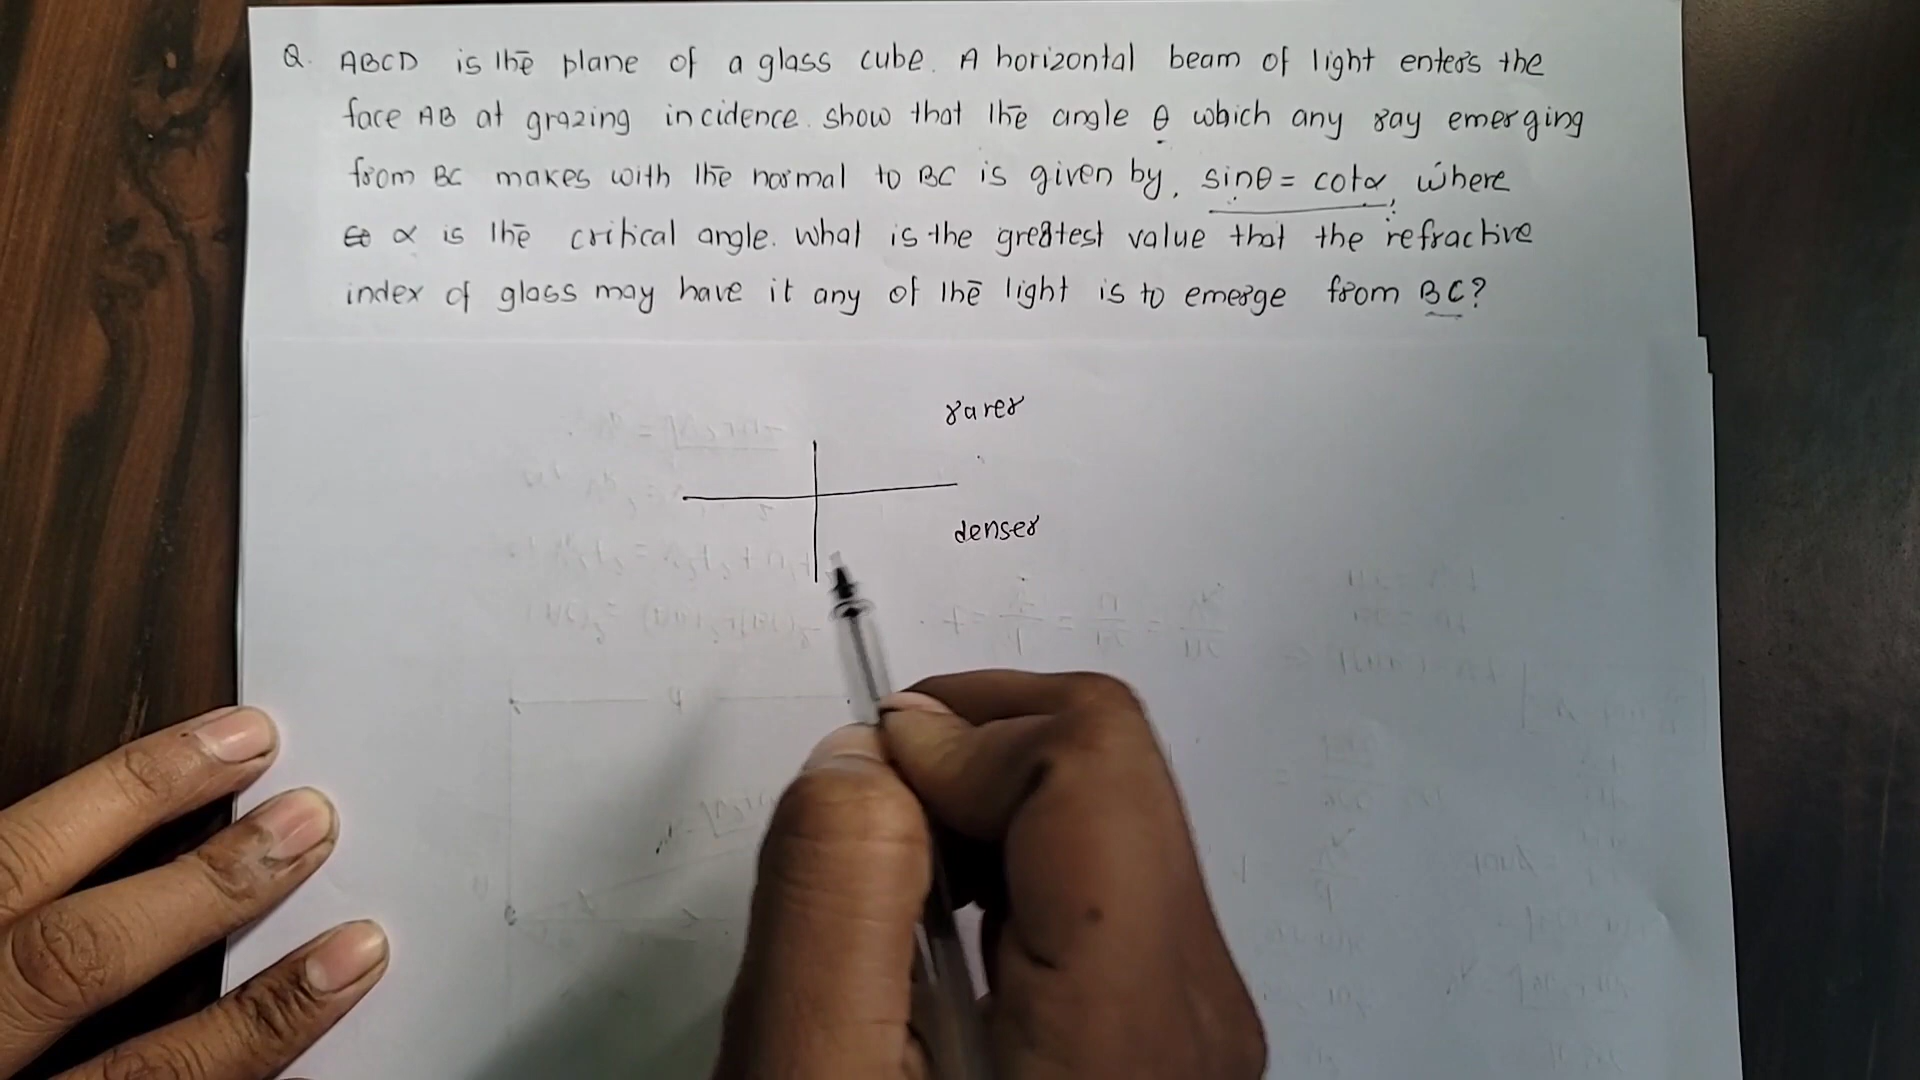 Q. ABCD is the plane of a glass cube. A horizontal beam of light enters the
face AB at grazing incidence. show that the angle θ which any ray emerging
from BC makes with the normal to BC is given by, sinθ = cotα, where
α is the critical angle. what is the greatest value that the refractive
index of glass may have it any of the light is to emerge from BC?
rarer
denser